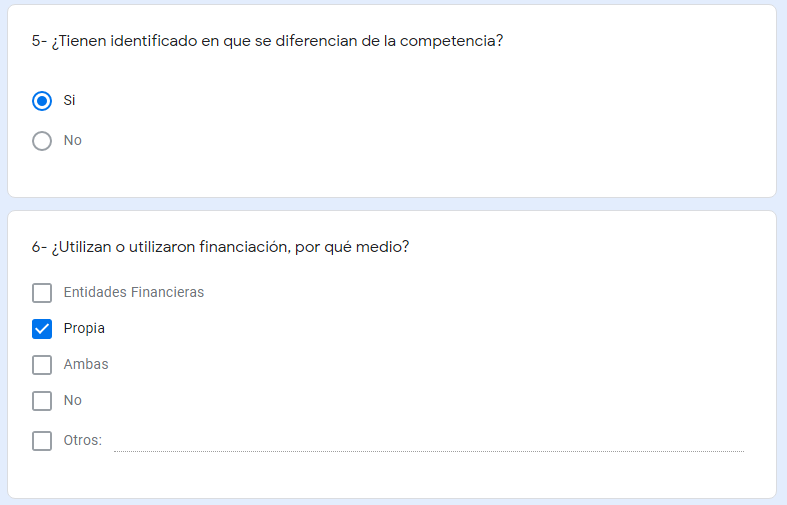 5- ¿Tienen identificado en que se diferencian de la competencia?
Si
No
6- ¿Utilizan o utilizaron financiación, por qué medio?
Entidades Financieras
Propia
Ambas
No
Otros: